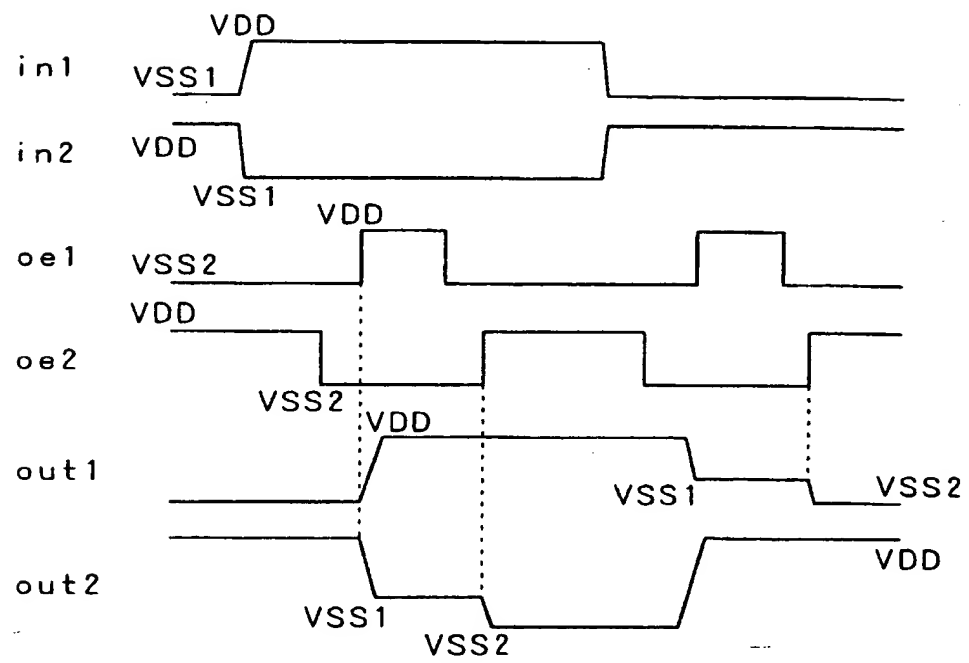 VDD
in1
VSS1
in2
VDD
VSS1
VDD
oe1
VSS2
VDD
oe2
VSS2
VDD
out1
VSS1
VSS2
out2
VDD
VSS1
VSS2